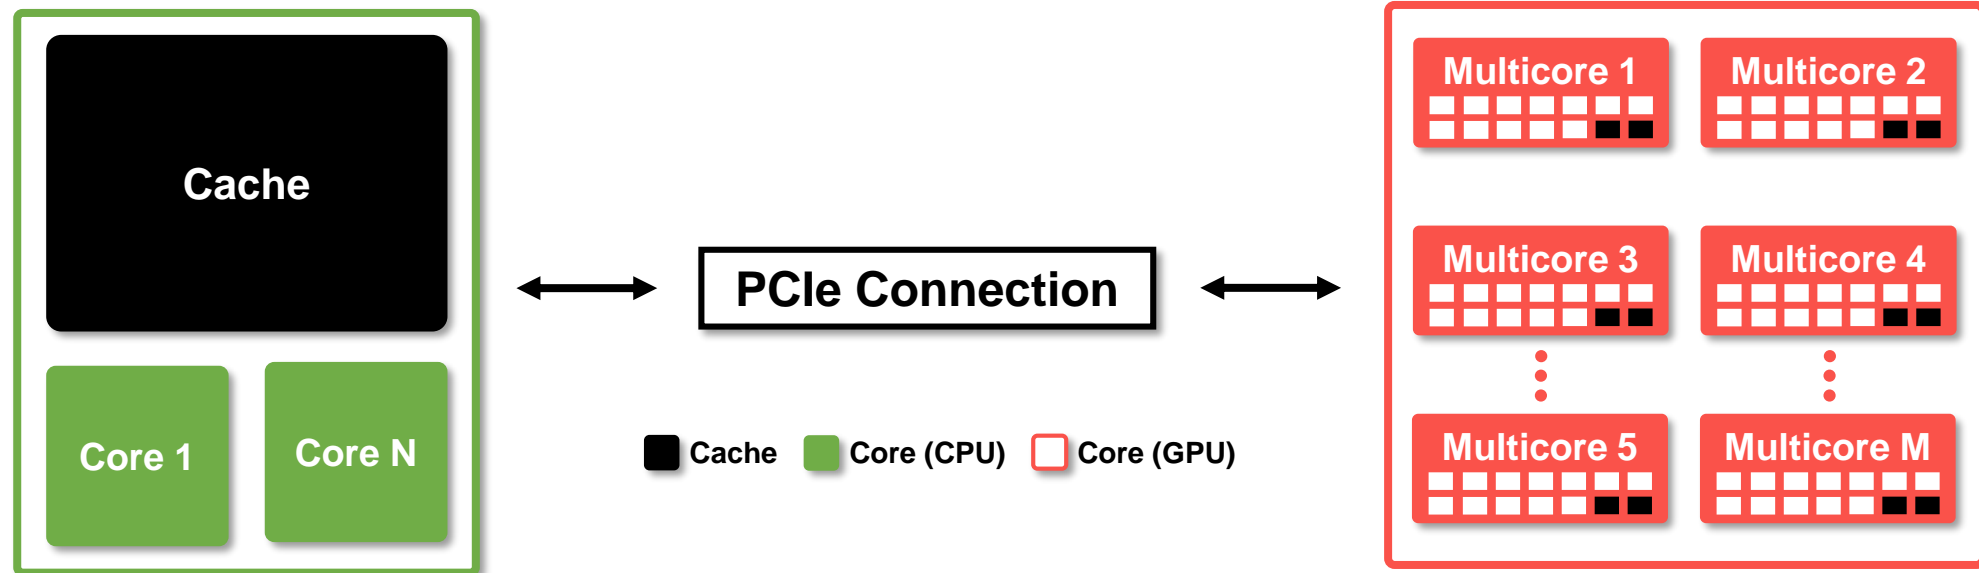 Cache
Core 1
Core N
PCIe Connection
Cache
Core (CPU)
Core (GPU)
Multicore 1
Multicore 2
Multicore 3
Multicore 4
Multicore 5
Multicore M